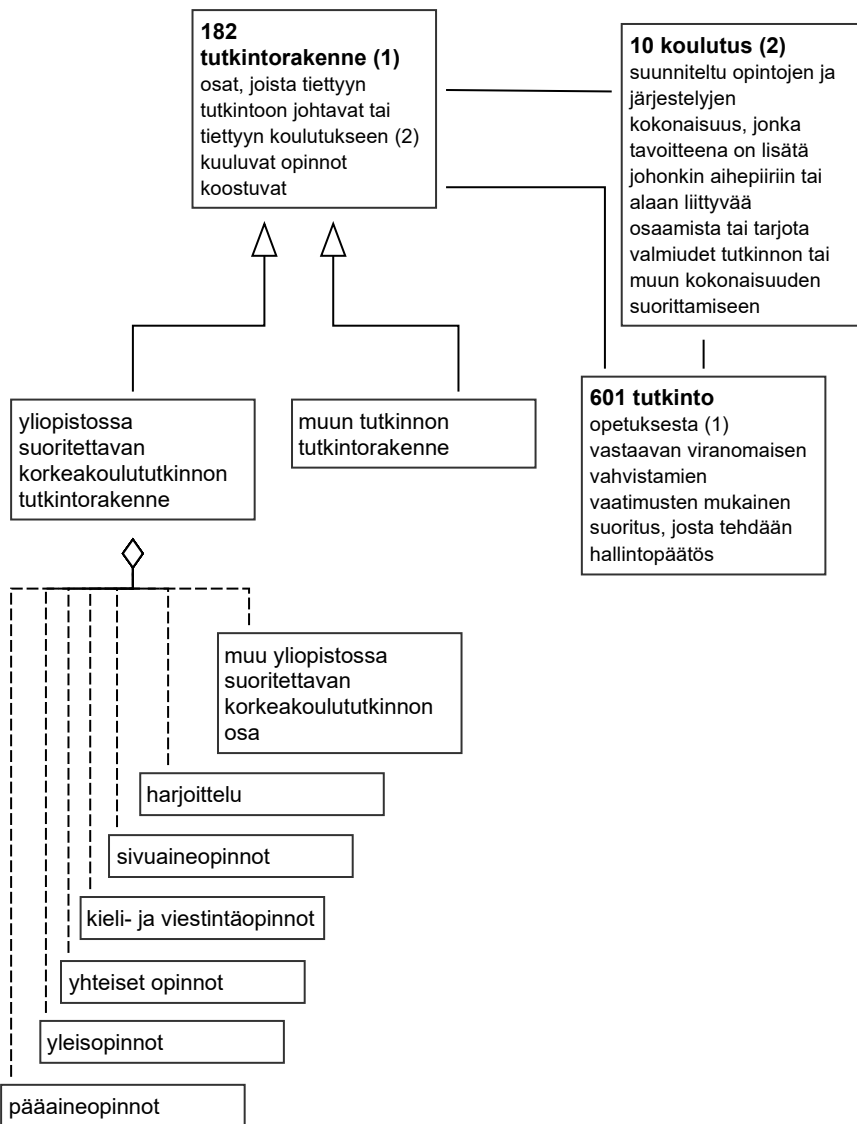 182
tutkintorakenne (1)
osat, joista tiettyyn
tutkintoon johtavat tai
tiettyyn koulutukseen (2)
kuuluvat opinnot
koostuvat
10 koulutus (2)
suunniteltu opintojen ja
järjestelyjen
kokonaisuus, jonka
tavoitteena on lisätä
johonkin aihepiiriin tai
alaan liittyvää
osaamista tai tarjota
valmiudet tutkinnon tai
muun kokonaisuuden
suorittamiseen
601 tutkinto
opetuksesta (1)
vastaavan viranomaisen
vahvistamien
vaatimusten mukainen
suoritus, josta tehdään
hallintopäätös
yliopistossa
suoritettavan
korkeakoulututkinnon
tutkintorakenne
muun tutkinnon
tutkintorakenne
muu yliopistossa
suoritettavan
korkeakoulututkinnon
osa
harjoittelu
sivuaineopinnot
kieli- ja viestintäopinnot
yhteiset opinnot
yleisopinnot
pääaineopinnot